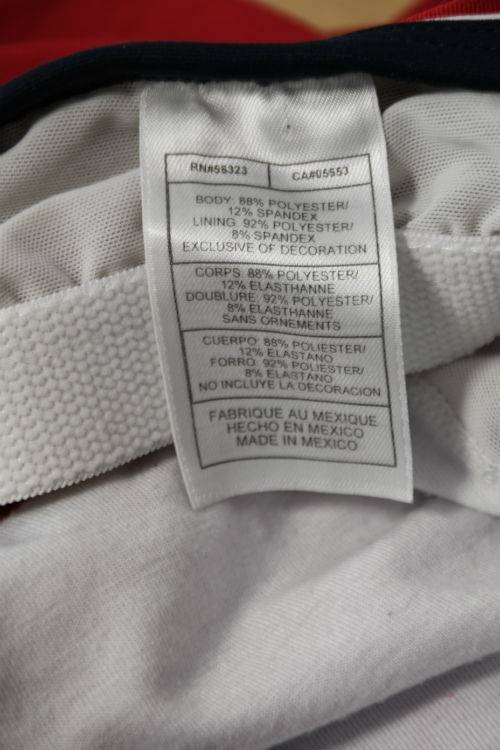 RN#56323 CA#05553
BODY: 88% POLYESTER/
12% SPANDEX
LINING: 92% POLYESTER/
8% SPANDEX
EXCLUSIVE OF DECORATION
CORPS: 88% POLYESTER/
12% ELASTHANNE
DOUBLURE: 92% POLYESTER/
8% ELASTHANNE
SANS ORNEMENTS
CUERPO: 88% POLIESTER/
12% ELASTANO
FORRO: 92% POLIESTER/
8% ELASTANO
NO INCLUYE LA DECORACION
FABRIQUE AU MEXIQUE
HECHO EN MEXICO
MADE IN MEXICO